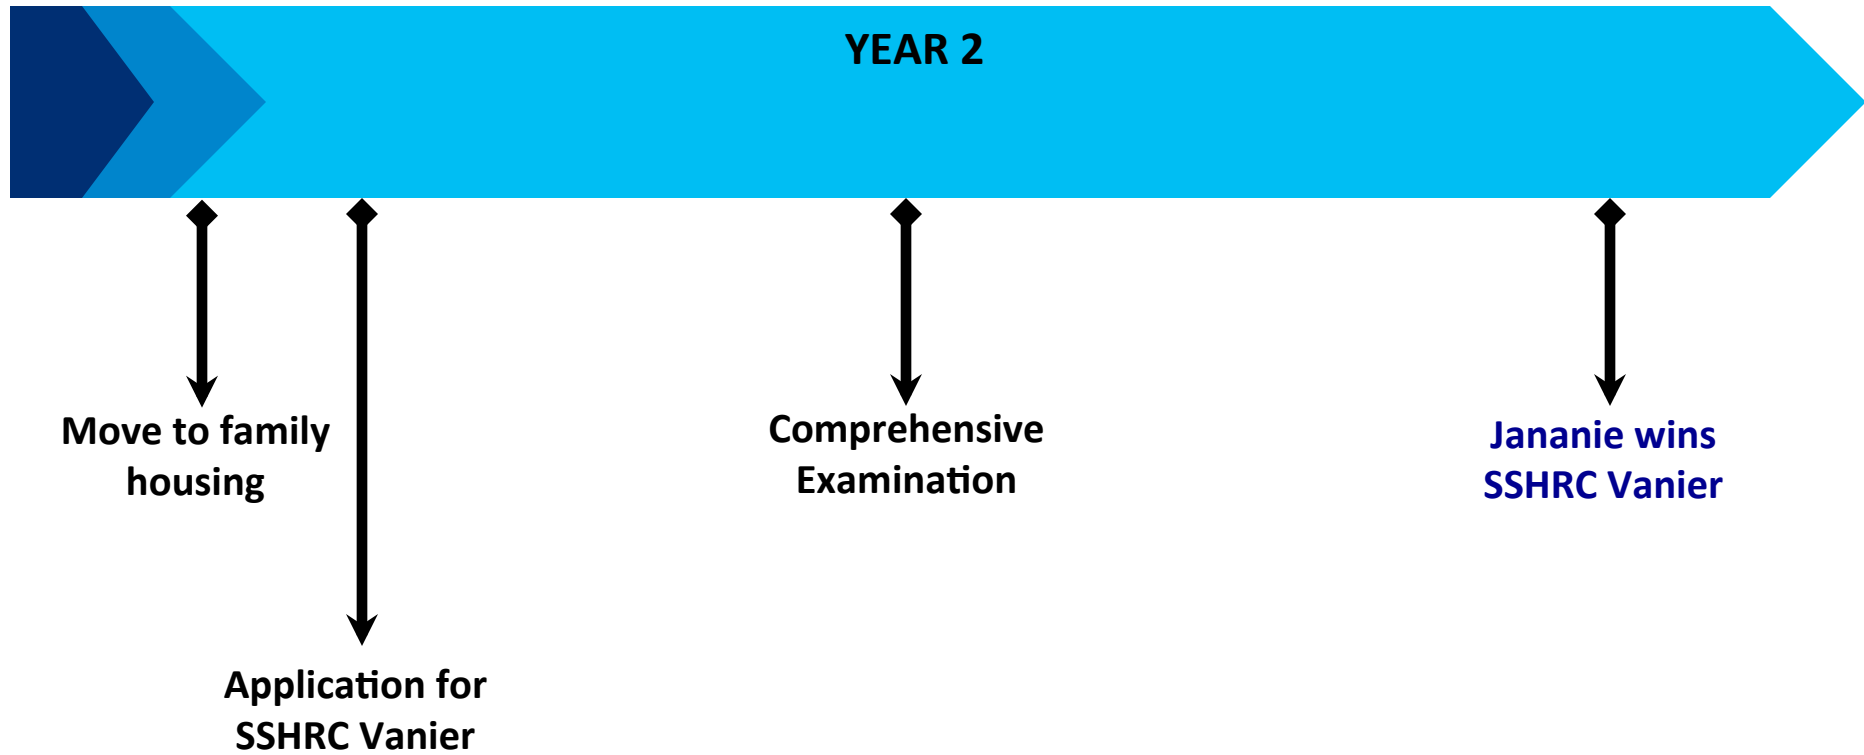 YEAR 2
Move to family
housing
Application for
SSHRC Vanier
Comprehensive
Examination
Jananie wins
SSHRC Vanier